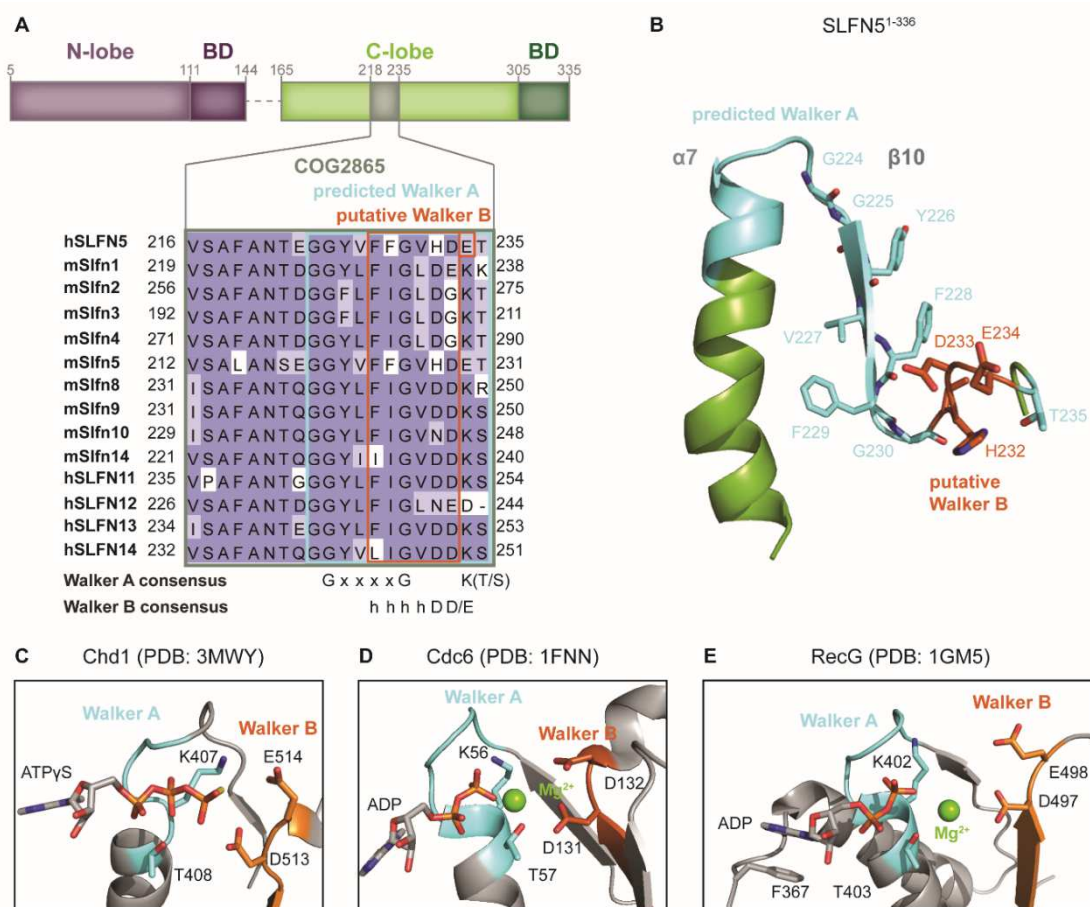 A
N-lobe BD C-lobe BD
5 111 144 165 218 235 305 335
COG2865
predicted Walker A
putative Walker B
hSLFN5 216 VSAFANTEGGYVFFGVHDET 235
mSlfn1 219 VSAFANTDGGYLFIGLDEKK 238
mSlfn2 256 VSAFANTDGGFLFIGLDGKT 275
mSlfn3 192 VSAFANTDGGFLFIGLDGKT 211
mSlfn4 271 VSAFANTDGGYLFIGLDGKT 290
mSlfn5 212 VSALANSEGGYVFFGVHDET 231
mSlfn8 231 ISAFANTQGGYLFIGVDDKR 250
mSlfn9 231 ISAFANTQGGYLFIGVDDKS 250
mSlfn10 229 ISAFANTQGGYLFIGVNDKS 248
mSlfn14 221 VSAFANTQGGYIIIGVDDKS 240
hSLFN11 235 VPAFANTGGGYLFIGVDDKS 254
hSLFN12 226 VSAFANTDGGYLFIGLNED- 244
hSLFN13 234 ISAFANTEGGYLFIGVDDKS 253
hSLFN14 232 VSAFANTQGGYVLIGVDDKS 251
Walker A consensus G x x x x G K(T/S)
Walker B consensus h h h h D D/E
B SLFN5¹⁻³³⁶
predicted Walker A
α7
G224
β10
G225
Y226
F228
V227
D233
E234
F229
G230
T235
H232
putative
Walker B
C Chd1 (PDB: 3MWY)
Walker A
Walker B
K407
E514
ATPγS
D513
T408
D Cdc6 (PDB: 1FNN)
Walker A
Walker B
K56
Mg²⁺
D132
ADP
D131
T57
E RecG (PDB: 1GM5)
Walker A
Walker B
K402
E498
D497
ADP
Mg²⁺
F367
T403